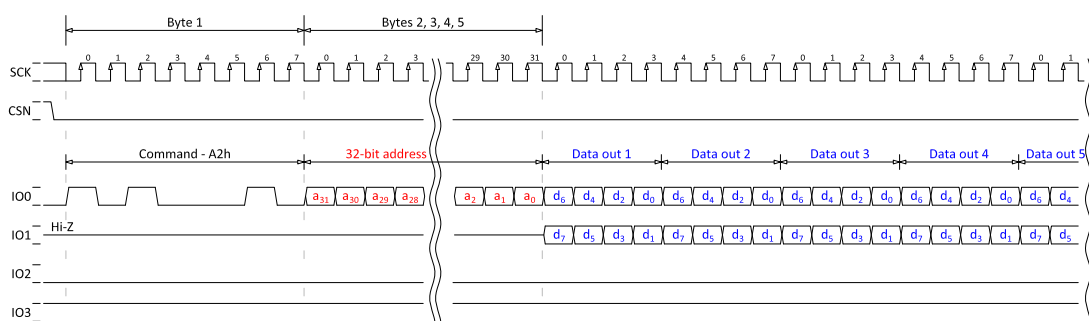 Byte 1 Bytes 2, 3, 4, 5
SCK 0 1 2 3 4 5 6 7 0 1 2 3 29 30 31 0 1 2 3 4 5 6 7 0 1 2 3 4 5 6 7 0 1
CSN
Command - A2h 32-bit address Data out 1 Data out 2 Data out 3 Data out 4 Data out 5
IO0 a31 a30 a29 a28 a2 a1 a0 d6 d4 d2 d0 d6 d4 d2 d0 d6 d4 d2 d0 d6 d4 d2 d0 d6 d4
IO1 Hi-Z d7 d5 d3 d1 d7 d5 d3 d1 d7 d5 d3 d1 d7 d5 d3 d1 d7 d5
IO2
IO3